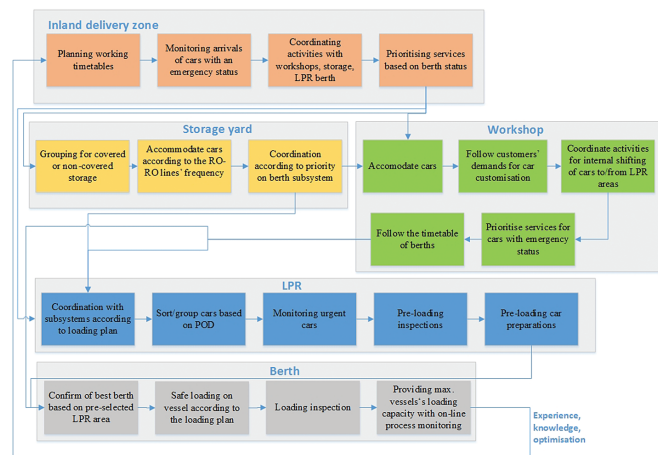 Inland delivery zone
Planning working
timetables
Monitoring arrivals
of cars with an
emergency status
Coordinating
activities with
workshops, storage,
LPR berth
Prioritising services
based on berth status
Storage yard
Grouping for covered
or non-covered
storage
Accommodate cars
according to the RO-
RO lines' frequency
Coordination
according to priority
on berth subsystem
Workshop
Accomodate cars
Follow customers'
demands for car
customisation
Coordinate activities
for internal shifting
of cars to/from LPR
areas
Prioritise services for
cars with emergency
status
Follow the timetable
of berths
LPR
Coordination with
subsystems according
to loading plan
Sort/group cars based
on POD
Monitoring urgent
cars
Pre-loading
inspections
Pre-loading car
preparations
Berth
Confirm of best berth
based on pre-selected
LPR area
Safe loading on
vessel according to
the loading plan
Loading inspection
Providing max.
vessels's loading
capacity with on-line
process monitoring
Experience,
knowledge,
optimisation